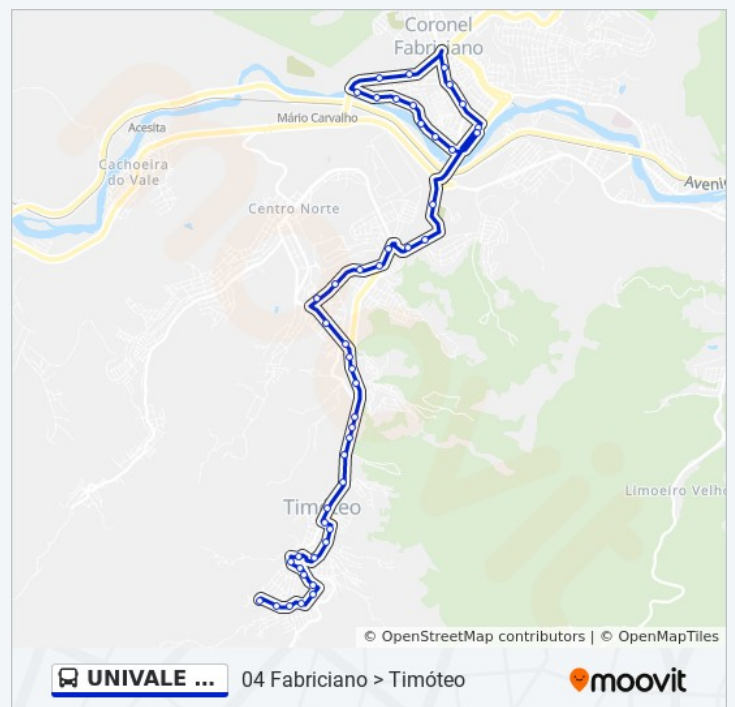 Coronel
Fabriciano
Mário Carvalho
Acesita
Cachoeira
do Vale
Aveni
Centro Norte
Limoeiro Velho
Timóteo
© OpenStreetMap contributors | © OpenMapTiles
UNIVALE ...
04 Fabriciano > Timóteo
moovit